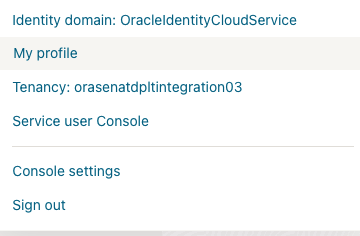 Identity domain: OracleIdentityCloudService
My profile
Tenancy: orasenatdpltintegration03
Service user Console
Console settings
Sign out